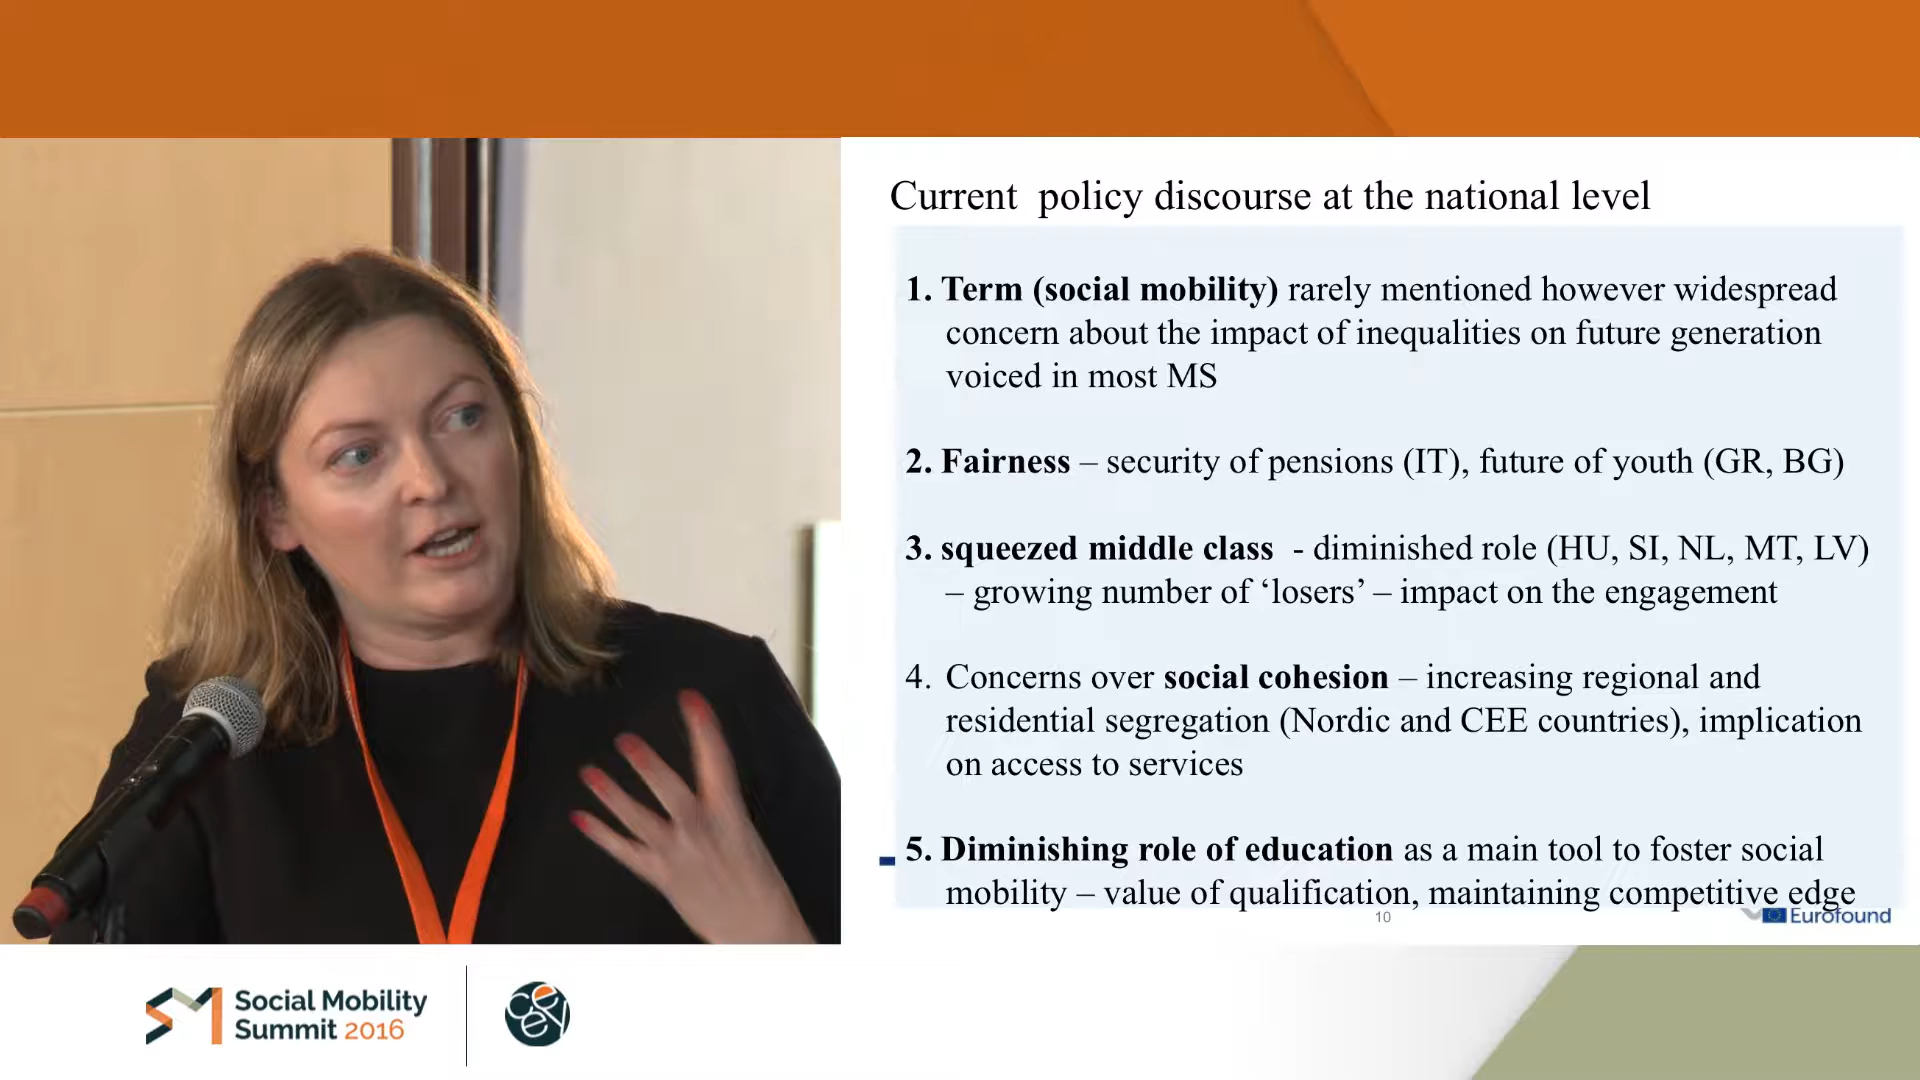 Current policy discourse at the national level
1. Term (social mobility) rarely mentioned however widespread
concern about the impact of inequalities on future generation
voiced in most MS
2. Fairness – security of pensions (IT), future of youth (GR, BG)
3. squeezed middle class - diminished role (HU, SI, NL, MT, LV)
– growing number of ‘losers’ – impact on the engagement
4. Concerns over social cohesion – increasing regional and
residential segregation (Nordic and CEE countries), implication
on access to services
5. Diminishing role of education as a main tool to foster social
mobility – value of qualification, maintaining competitive edge
10
Eurofound
SM
Social Mobility
Summit 2016
ceey